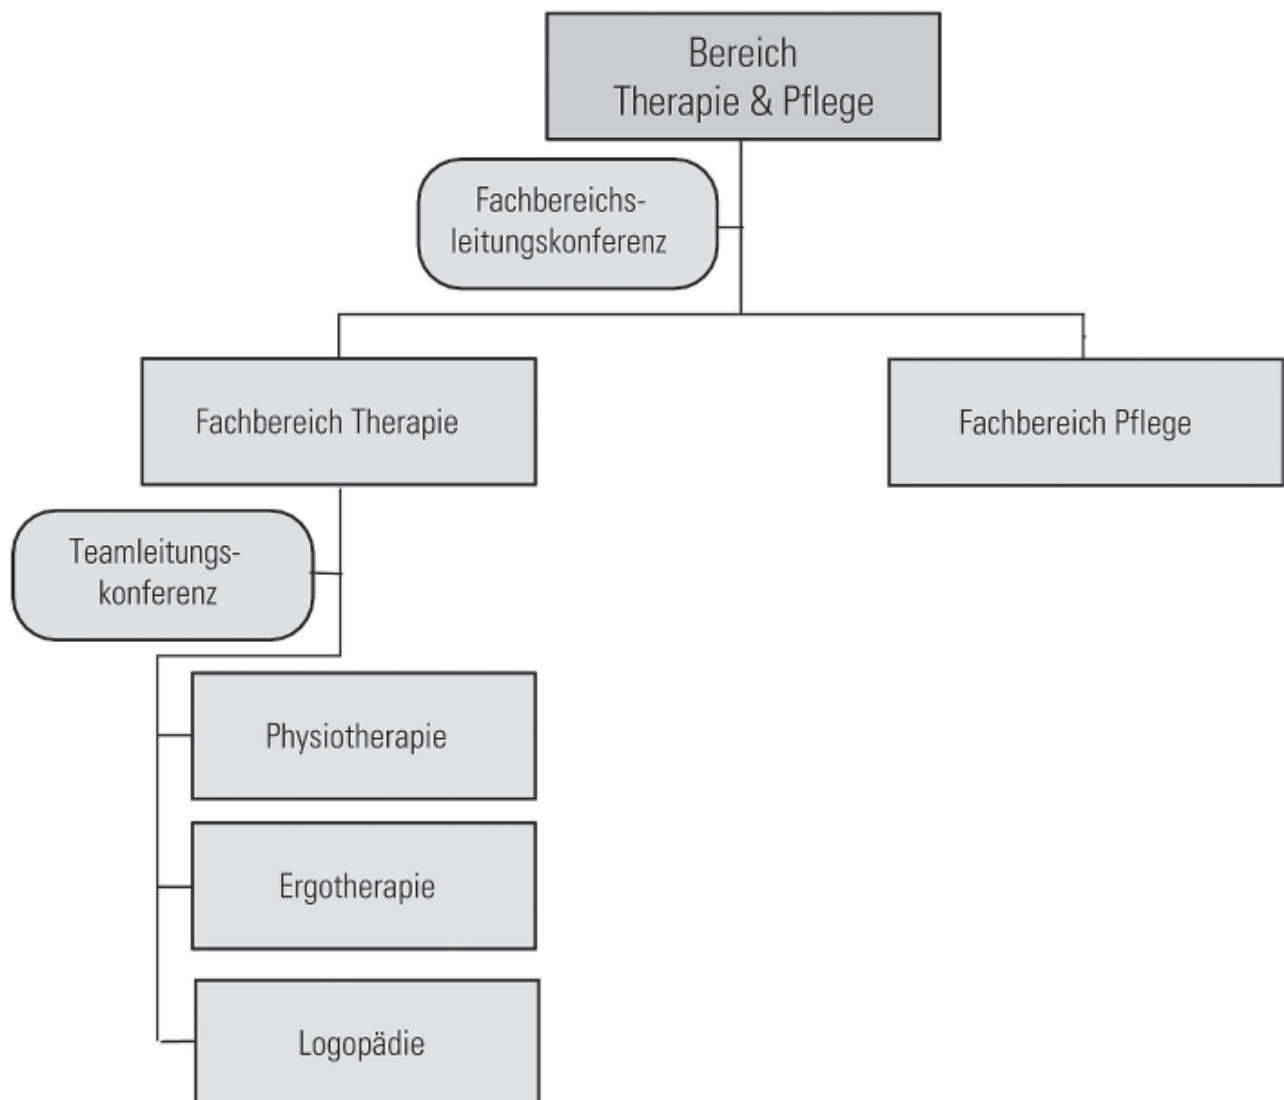 Bereich
Therapie & Pflege
Fachbereichs-
leitungskonferenz
Fachbereich Therapie
Fachbereich Pflege
Teamleitungs-
konferenz
Physiotherapie
Ergotherapie
Logopädie